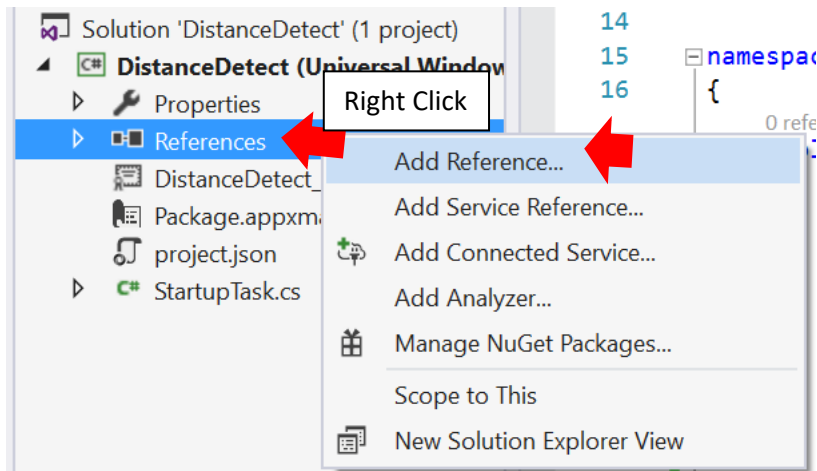 Solution 'DistanceDetect' (1 project)
DistanceDetect (Universal Window
Properties
References
DistanceDetect_
Package.appxm
project.json
StartupTask.cs
Right Click
Add Reference...
Add Service Reference...
Add Connected Service...
Add Analyzer...
Manage NuGet Packages...
Scope to This
New Solution Explorer View
14
15 namespac
16 {
0 refe